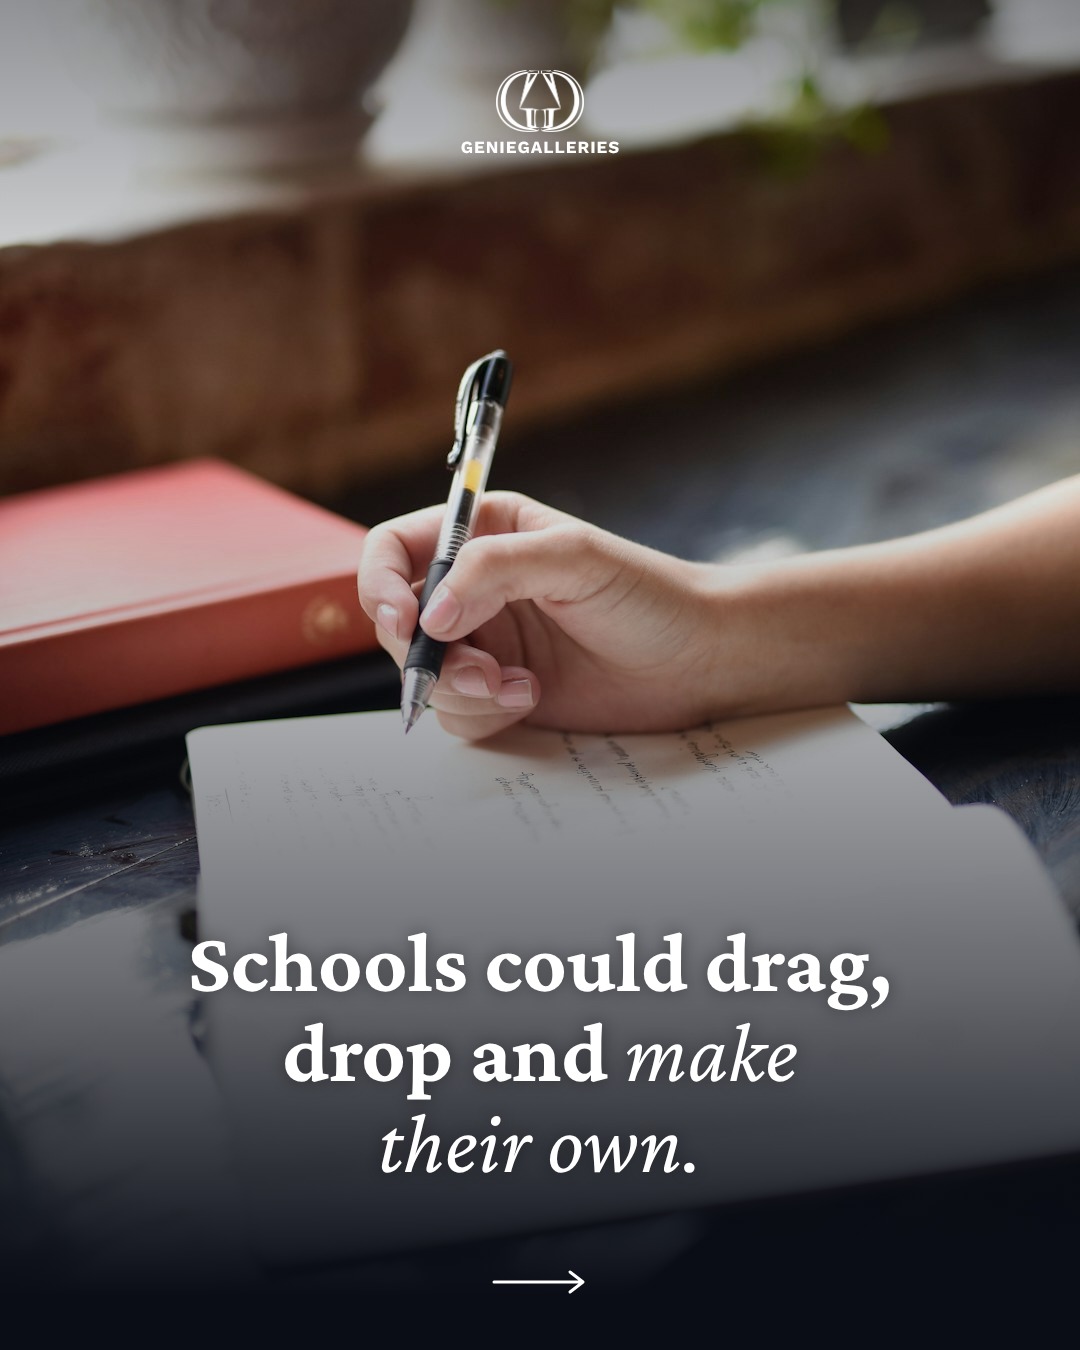 GENIEGALLERIES
Schools could drag,
drop and make
their own.